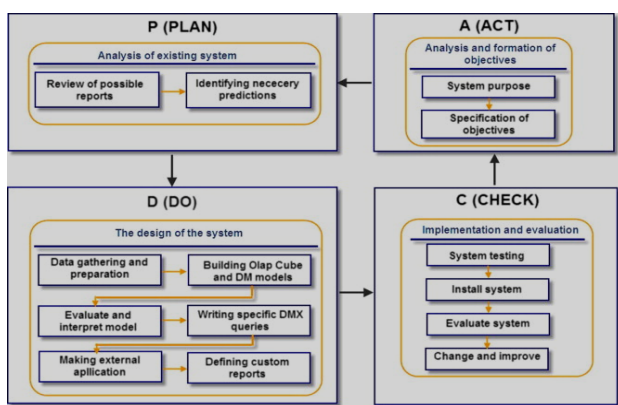 P (PLAN)
Analysis of existing system
Review of possible
reports
Identifying nececery
predictions
A (ACT)
Analysis and formation of
objectives
System purpose
Specification of
objectives
D (DO)
The design of the system
Data gathering and
preparation
Building Olap Cube
and DM models
Evaluate and
interpret model
Writing specific DMX
queries
Making external
apllication
Defining custom
reports
C (CHECK)
Implementation and evaluation
System testing
Install system
Evaluate system
Change and improve